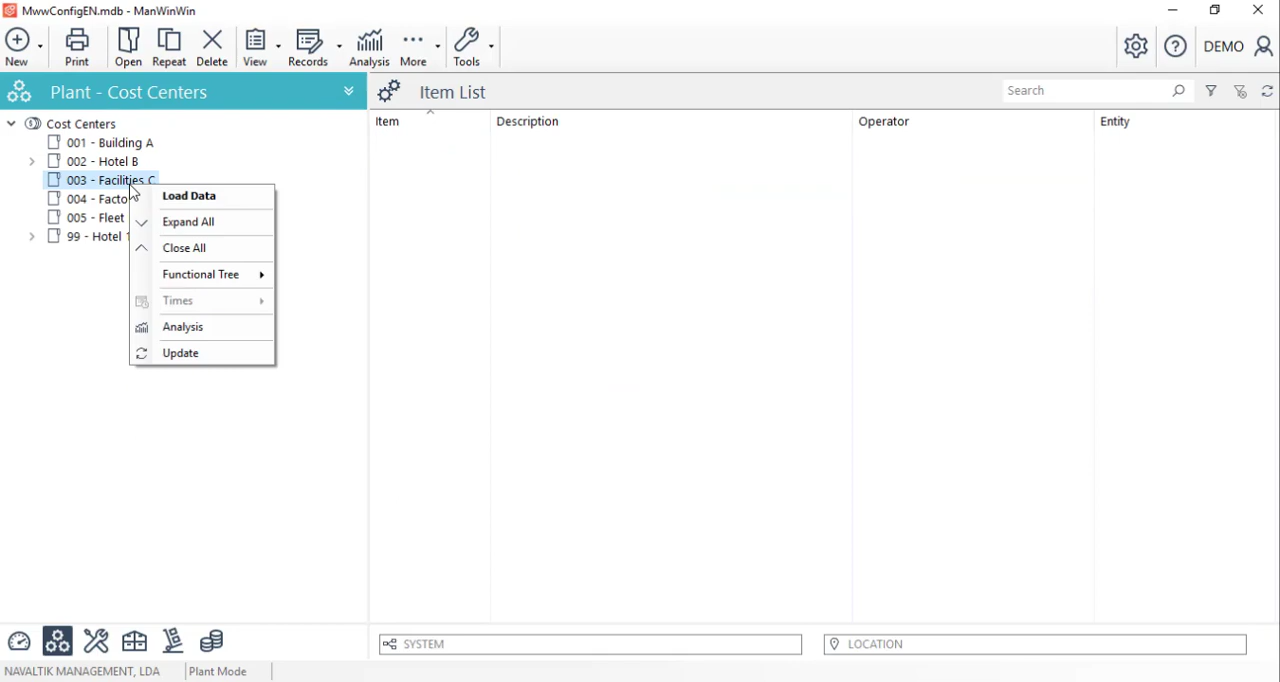 MwwConfigEN.mdb - ManWinWin
New Print Open Repeat Delete View Records Analysis More Tools DEMO
Plant - Cost Centers
Item List
Search
Item Description Operator Entity
Cost Centers
001 - Building A
002 - Hotel B
003 - Facilities C
004 - Facto
005 - Fleet
99 - Hotel 1
Load Data
Expand All
Close All
Functional Tree
Times
Analysis
Update
SYSTEM
LOCATION
NAVALTIK MANAGEMENT, LDA
Plant Mode